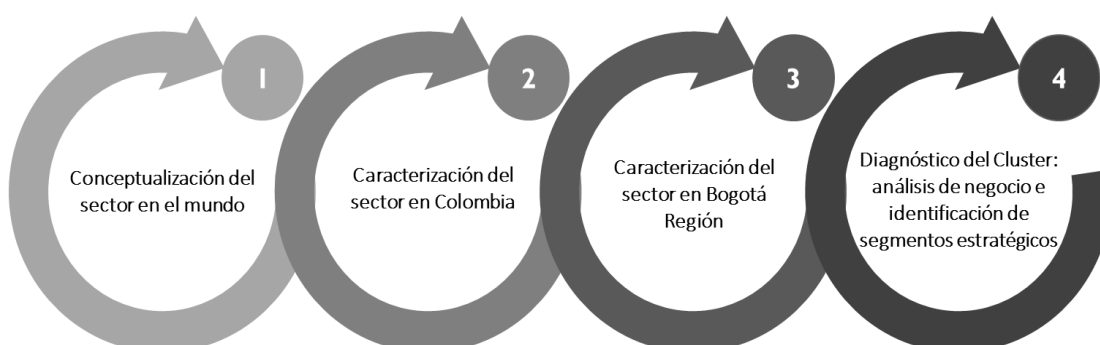 1
Conceptualización del
sector en el mundo
2
Caracterización del
sector en Colombia
3
Caracterización del
sector en Bogotá
Región
4
Diagnóstico del Cluster:
análisis de negocio e
identificación de
segmentos estratégicos